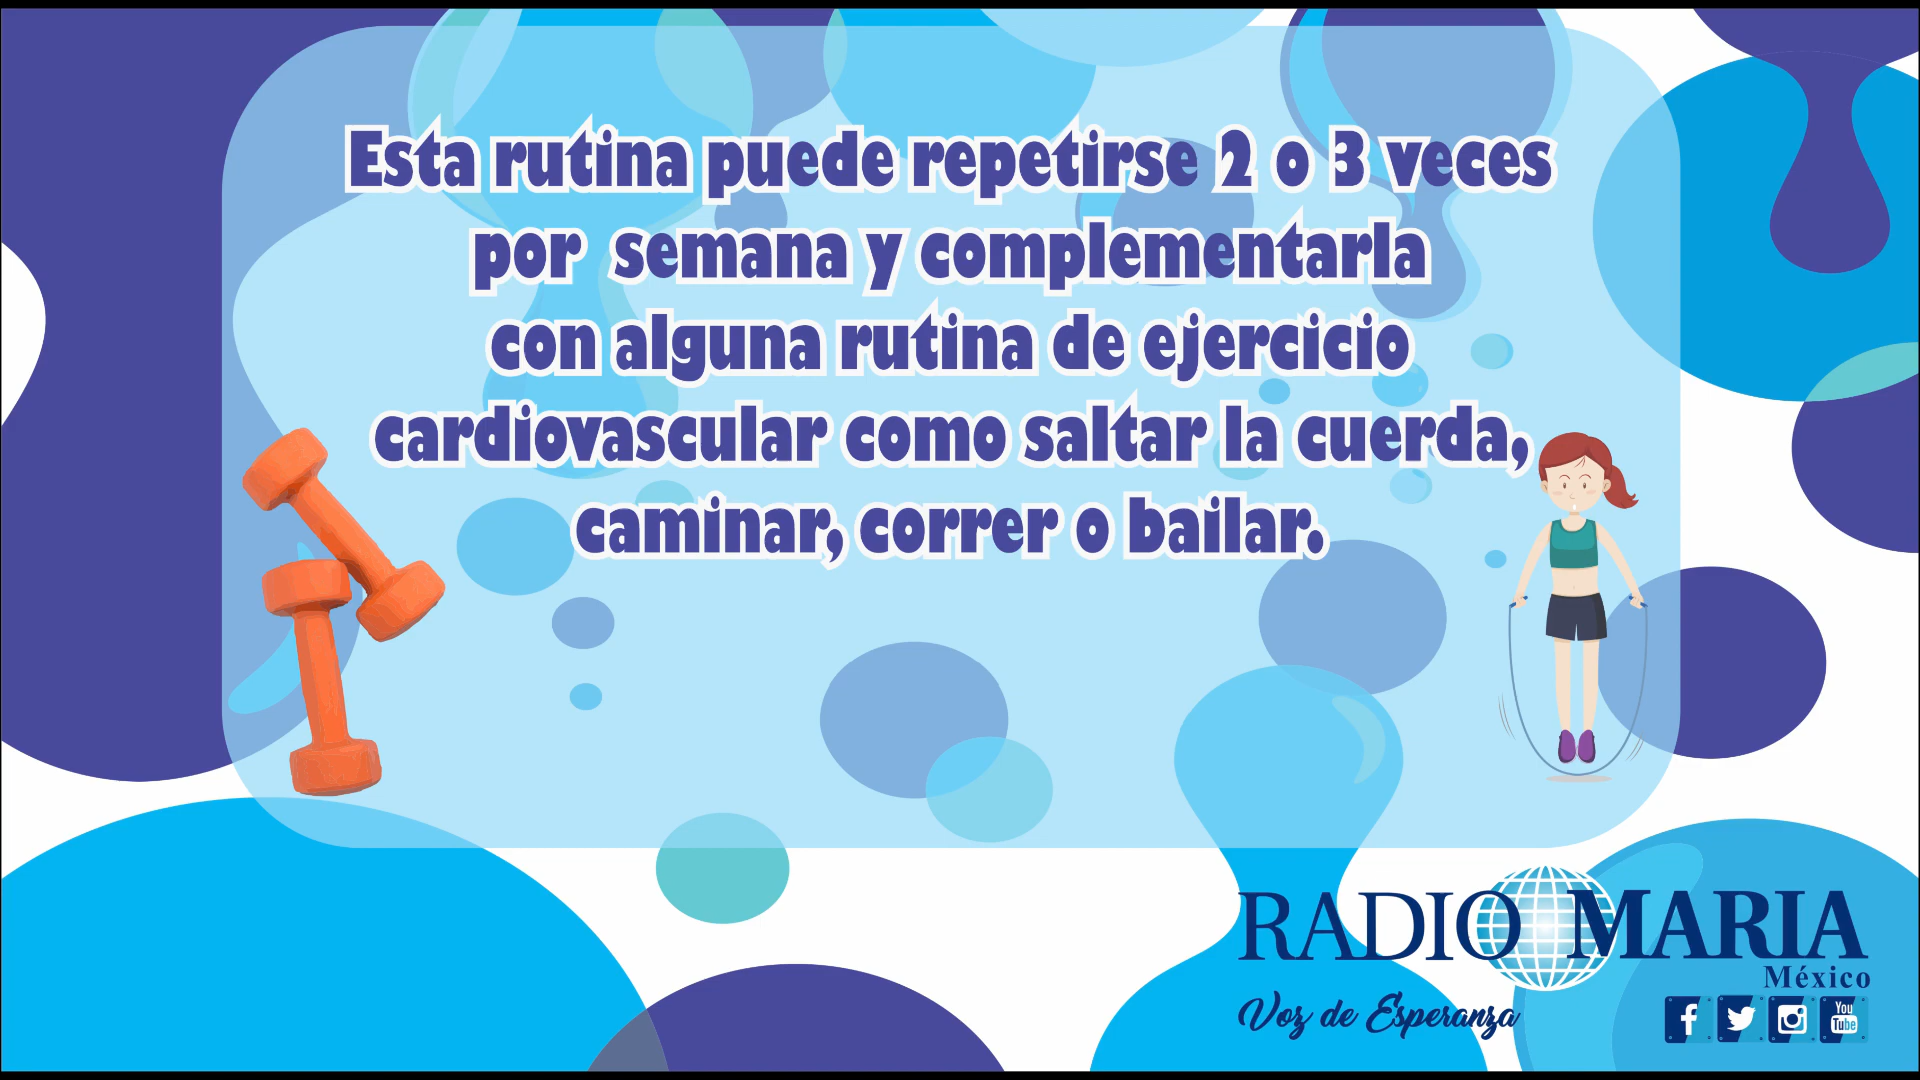 Esta rutina puede repetirse 2 o 3 veces
por semana y complementarla
con alguna rutina de ejercicio
cardiovascular como saltar la cuerda,
caminar, correr o bailar.
RADIO MARIA
México
Voz de Esperanza
f You Tube